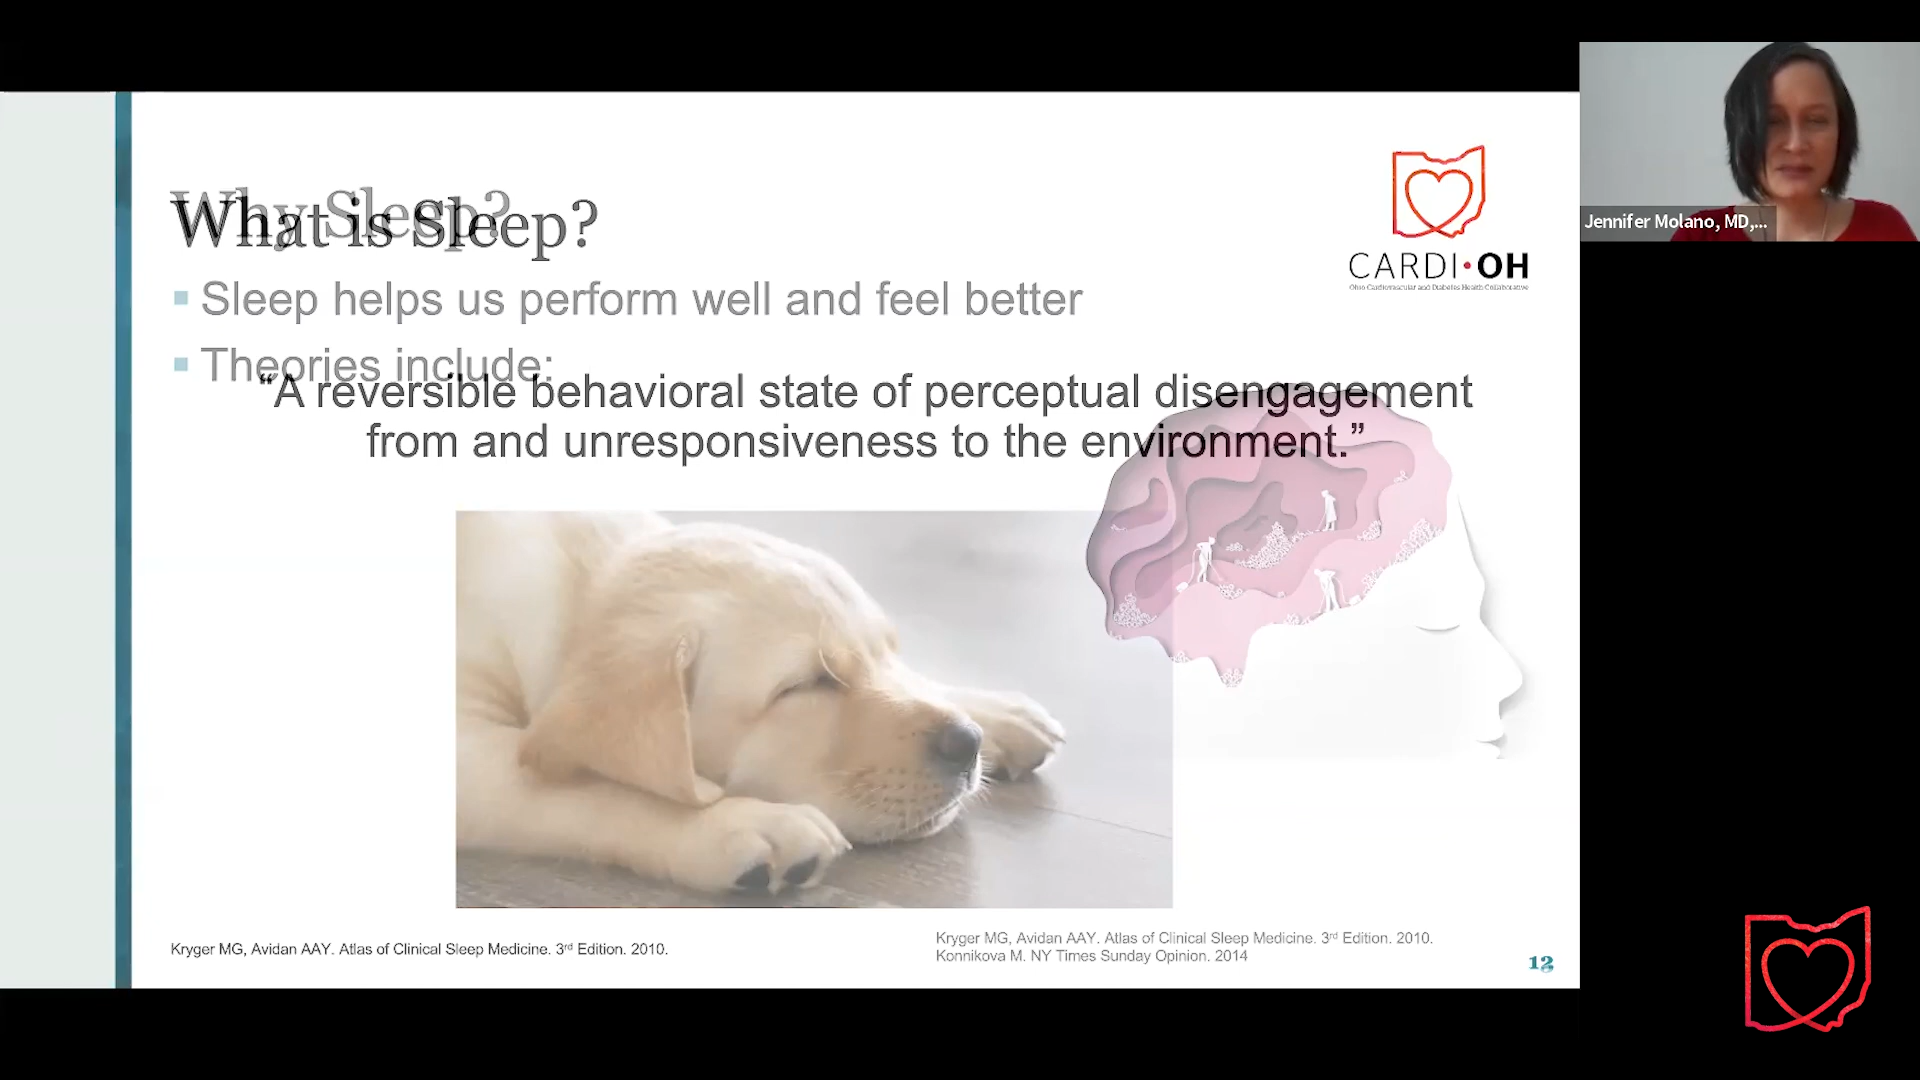 Why Sleep?
What is Sleep?
▪ Sleep helps us perform well and feel better
▪ Theories include:
“A reversible behavioral state of perceptual disengagement
from and unresponsiveness to the environment.”
CARDI•OH
Ohio Cardiovascular and Diabetes Health Collaborative
Jennifer Molano, MD,...
Kryger MG, Avidan AAY. Atlas of Clinical Sleep Medicine. 3rd Edition. 2010.
Kryger MG, Avidan AAY. Atlas of Clinical Sleep Medicine. 3rd Edition. 2010.
Konnikova M. NY Times Sunday Opinion. 2014